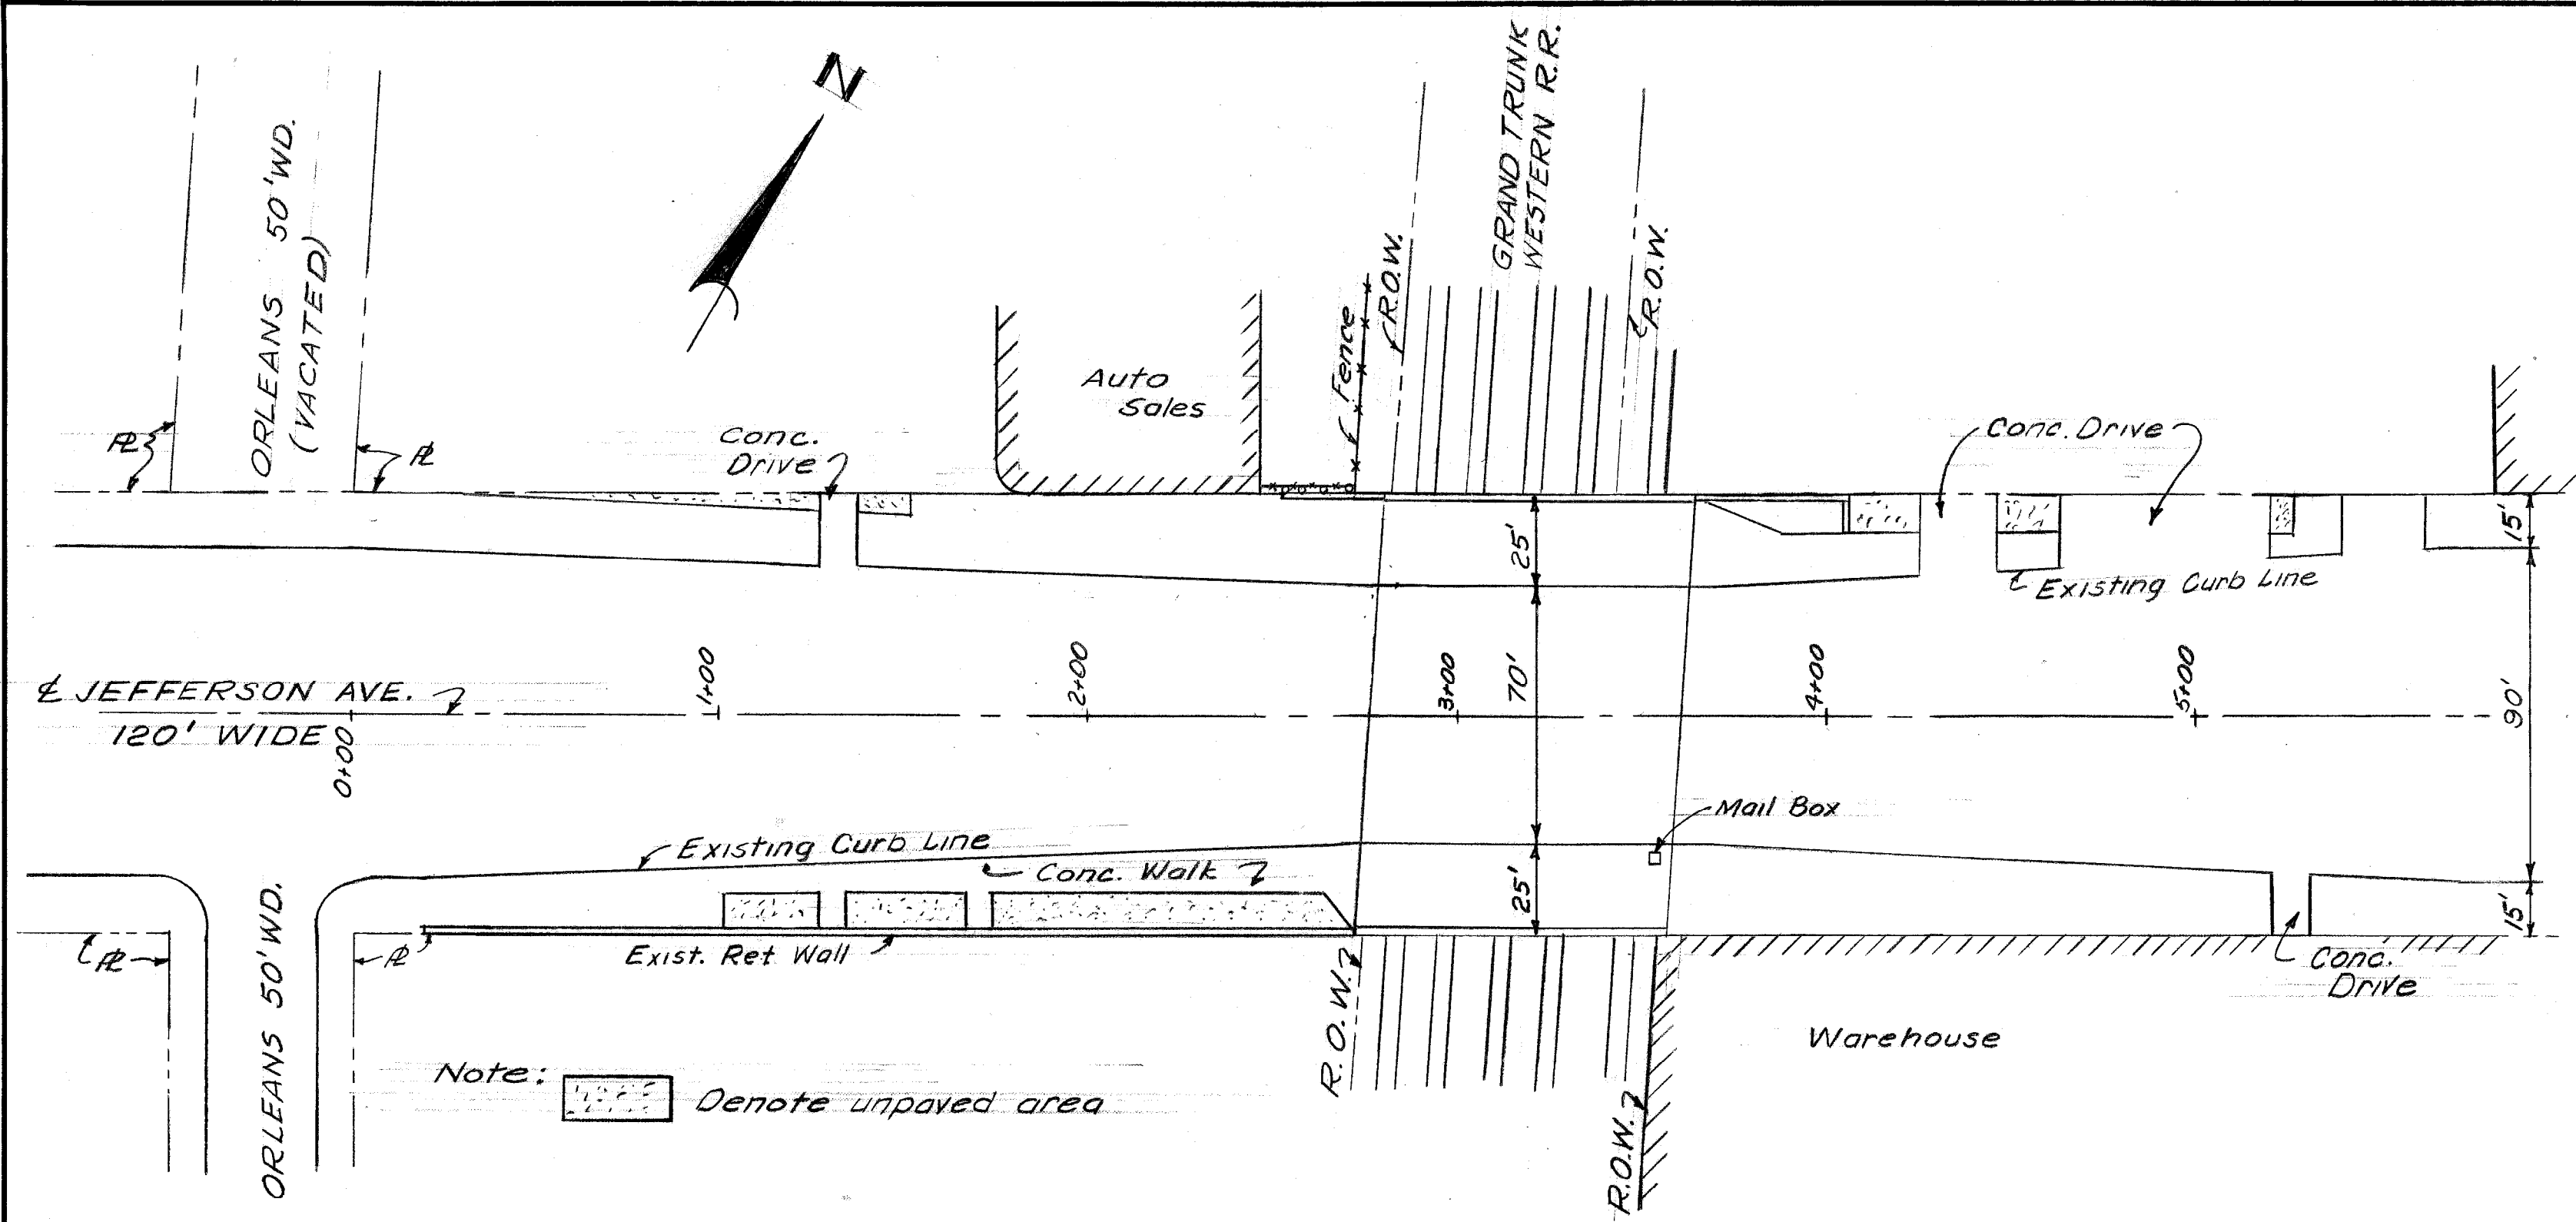 N
GRAND TRUNK
WESTERN R.R.
ORLEANS 50'WD.
(VACATED)
R.O.W.
R.O.W.
Fence
Auto
Sales
Conc.
Drive
Conc. Drive
℄
℄
15'
25'
Existing Curb Line
℄ JEFFERSON AVE.
120' WIDE
0+00
1+00
2+00
3+00
70'
4+00
5+00
90'
Mail Box
Existing Curb Line
Conc. Walk
25'
15'
Exist. Ret Wall
Conc.
Drive
ORLEANS 50'WD.
R.O.W.
R.O.W.
Warehouse
Note:
Denote unpaved area